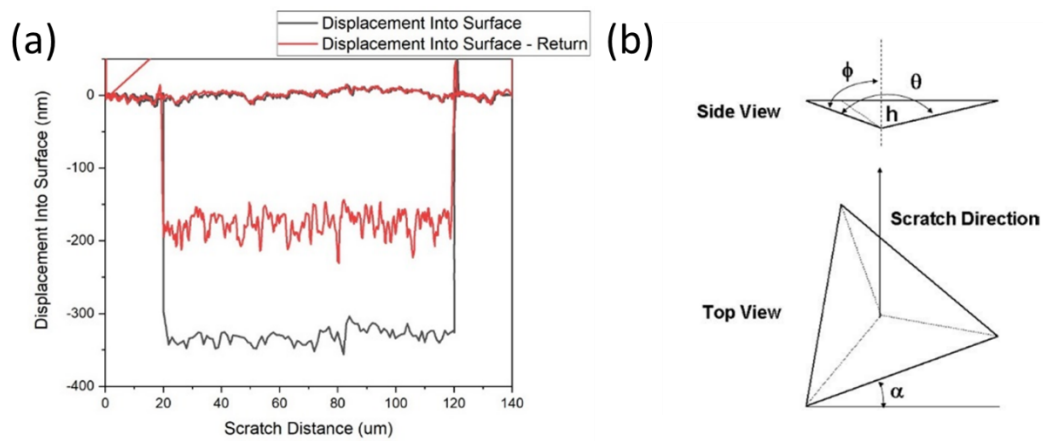 (a)
Displacement Into Surface
Displacement Into Surface - Return
Displacement Into Surface (nm)
0
-100
-200
-300
-400
0
20
40
60
80
100
120
140
Scratch Distance (um)
(b)
ϕ
θ
h
Side View
Scratch Direction
Top View
α